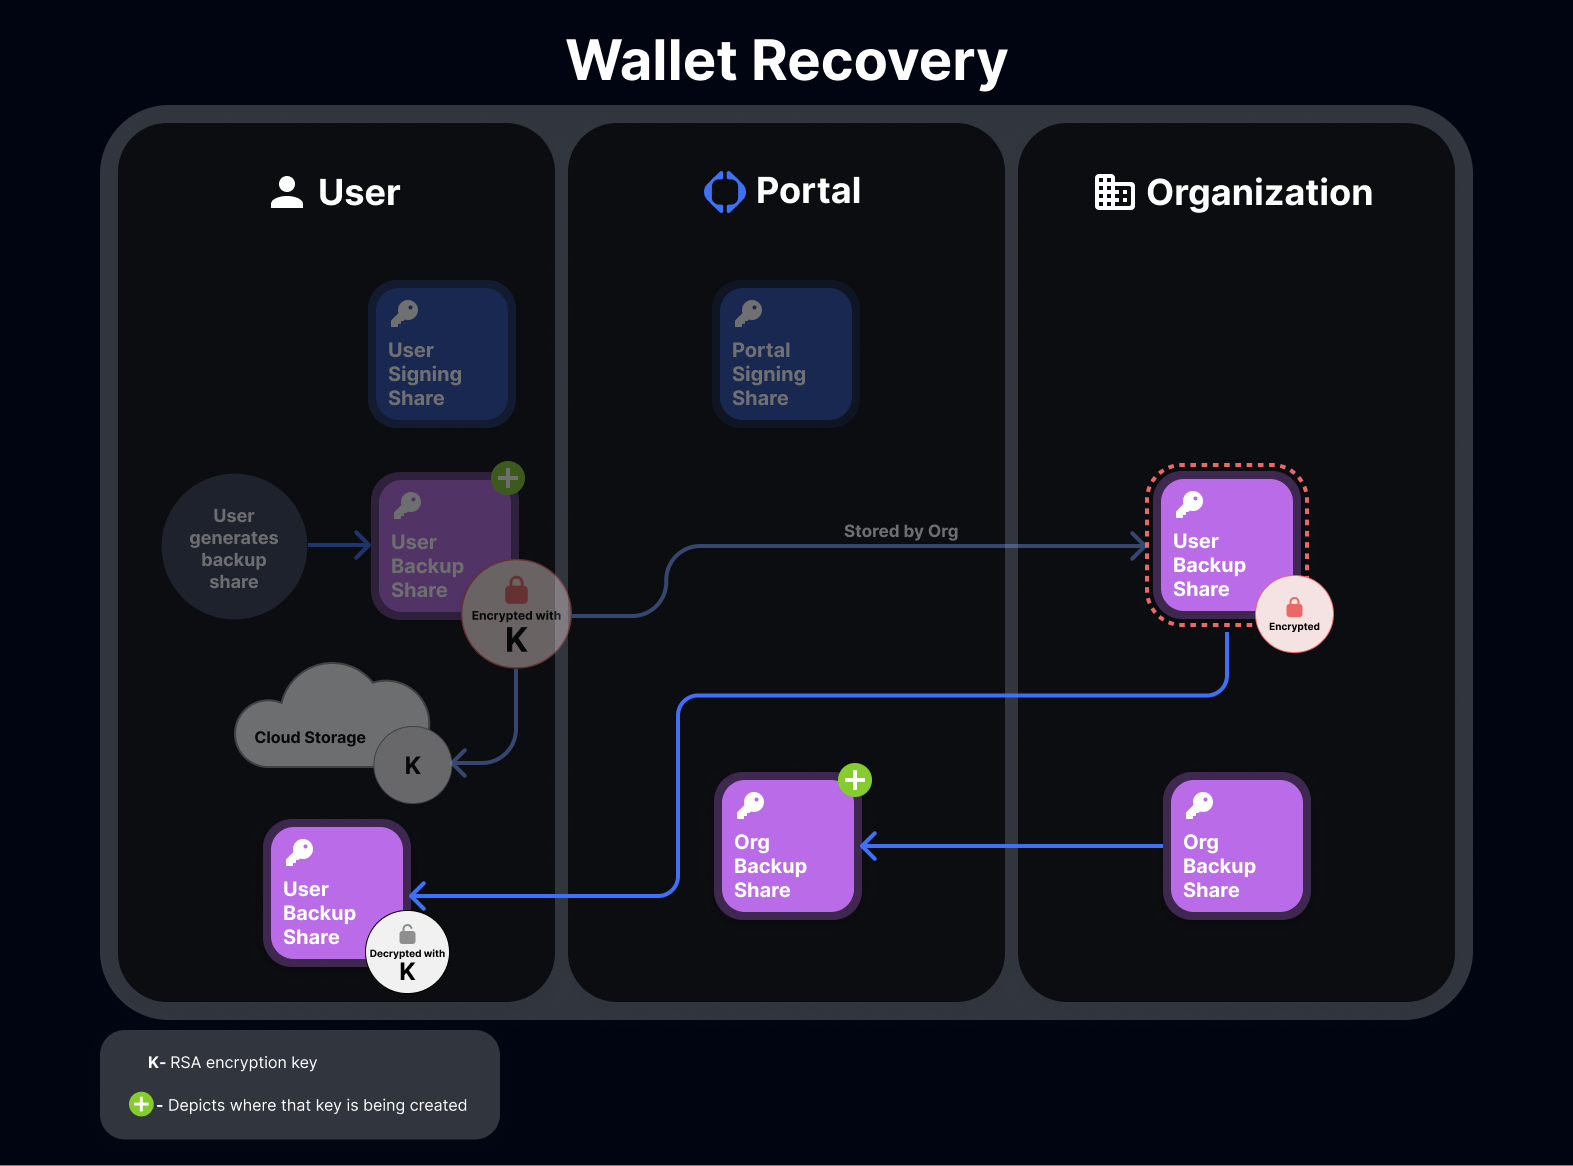 Wallet Recovery
User
Portal
Organization
User
Signing
Share
Portal
Signing
Share
User
generates
backup
share
User
Backup
Share
Encrypted with
K
Stored by Org
User
Backup
Share
Encrypted
Cloud Storage
K
User
Backup
Share
Decrypted with
K
Org
Backup
Share
Org
Backup
Share
K- RSA encryption key
- Depicts where that key is being created